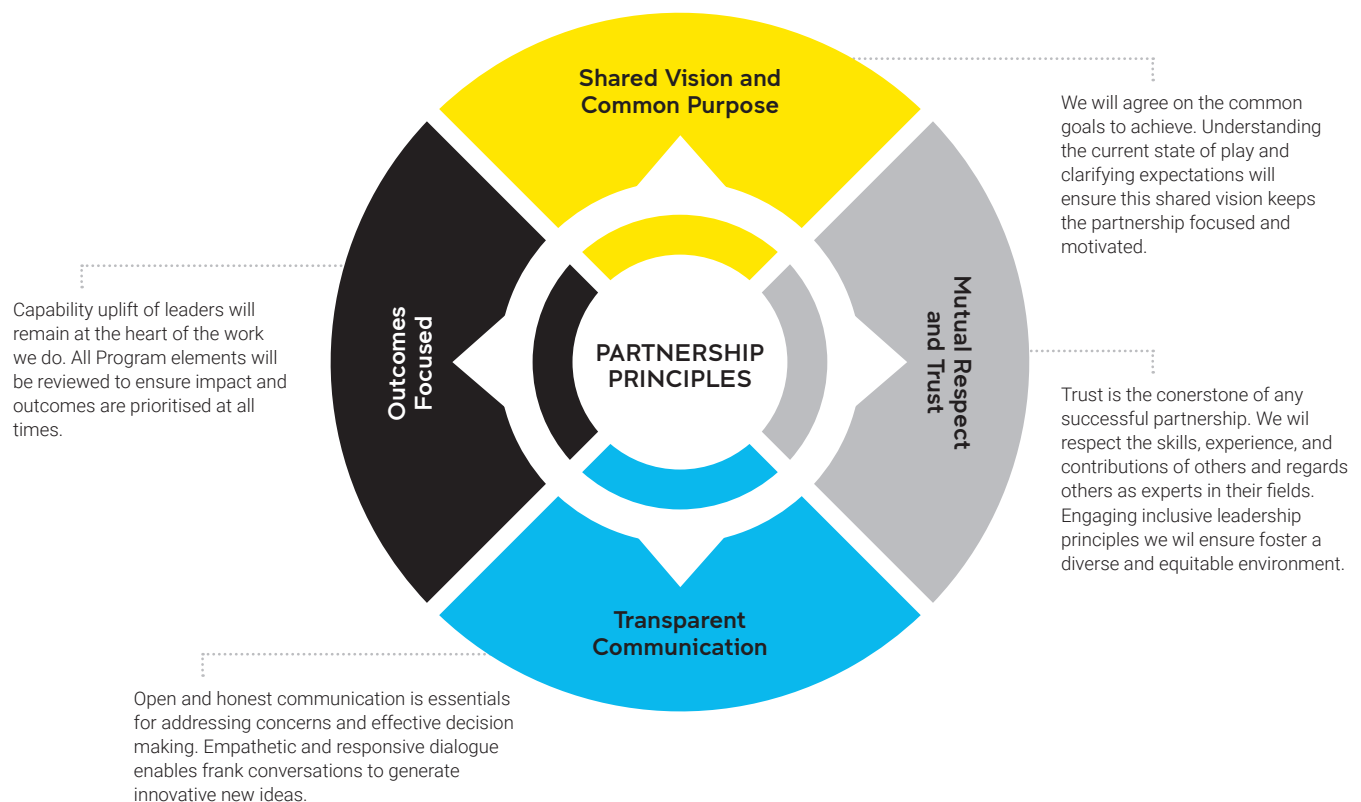 Shared Vision and
Common Purpose
We will agree on the common
goals to achieve. Understanding
the current state of play and
clarifying expectations will
ensure this shared vision keeps
the partnership focused and
motivated.
Mutual Respect
and Trust
Trust is the conerstone of any
successful partnership. We will
respect the skills, experience, and
contributions of others and regards
others as experts in their fields.
Engaging inclusive leadership
principles we wil ensure foster a
diverse and equitable environment.
PARTNERSHIP
PRINCIPLES
Outcomes
Focused
Capability uplift of leaders will
remain at the heart of the work
we do. All Program elements will
be reviewed to ensure impact and
outcomes are prioritised at all
times.
Transparent
Communication
Open and honest communication is essentials
for addressing concerns and effective decision
making. Empathetic and responsive dialogue
enables frank conversations to generate
innovative new ideas.